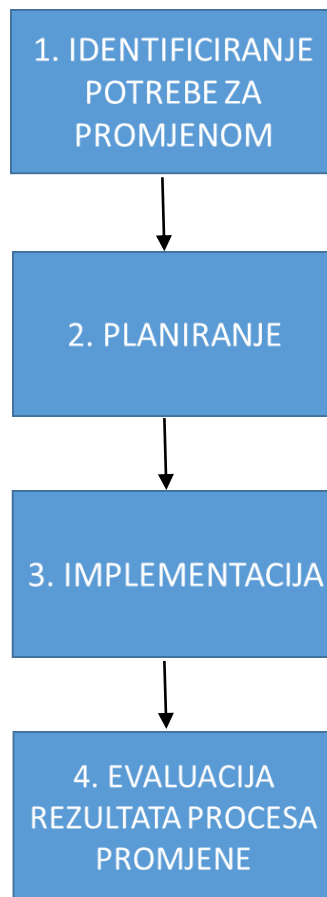 1. IDENTIFICIRANJE
POTREBE ZA
PROMJENOM
2. PLANIRANJE
3. IMPLEMENTACIJA
4. EVALUACIJA
REZULTATA PROCESA
PROMJENE